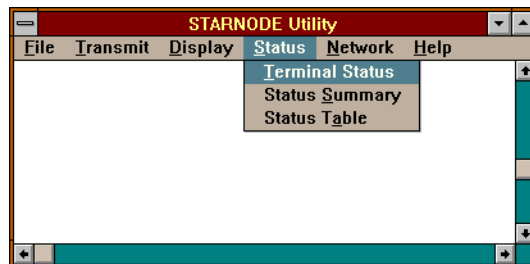 STARNODE Utility
File Transmit Display Status Network Help
Terminal Status
Status Summary
Status Table